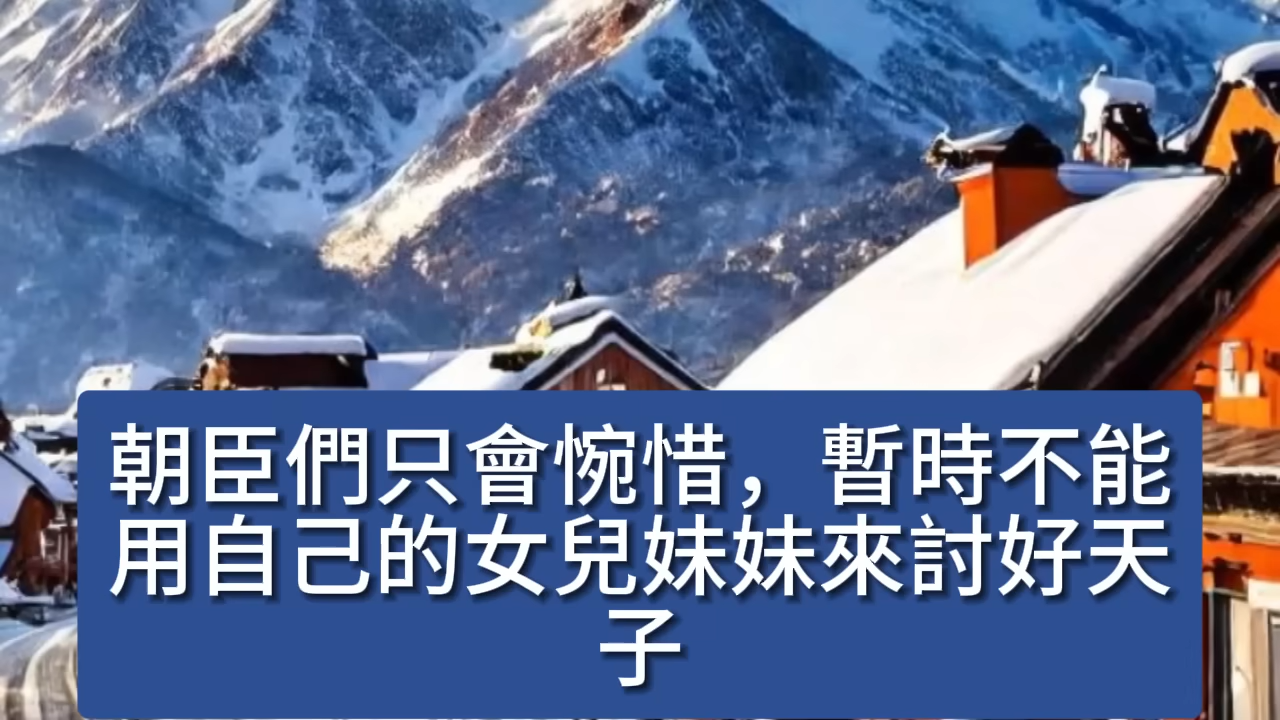 朝臣們只會惋惜，暫時不能
用自己的女兒妹妹來討好天
子